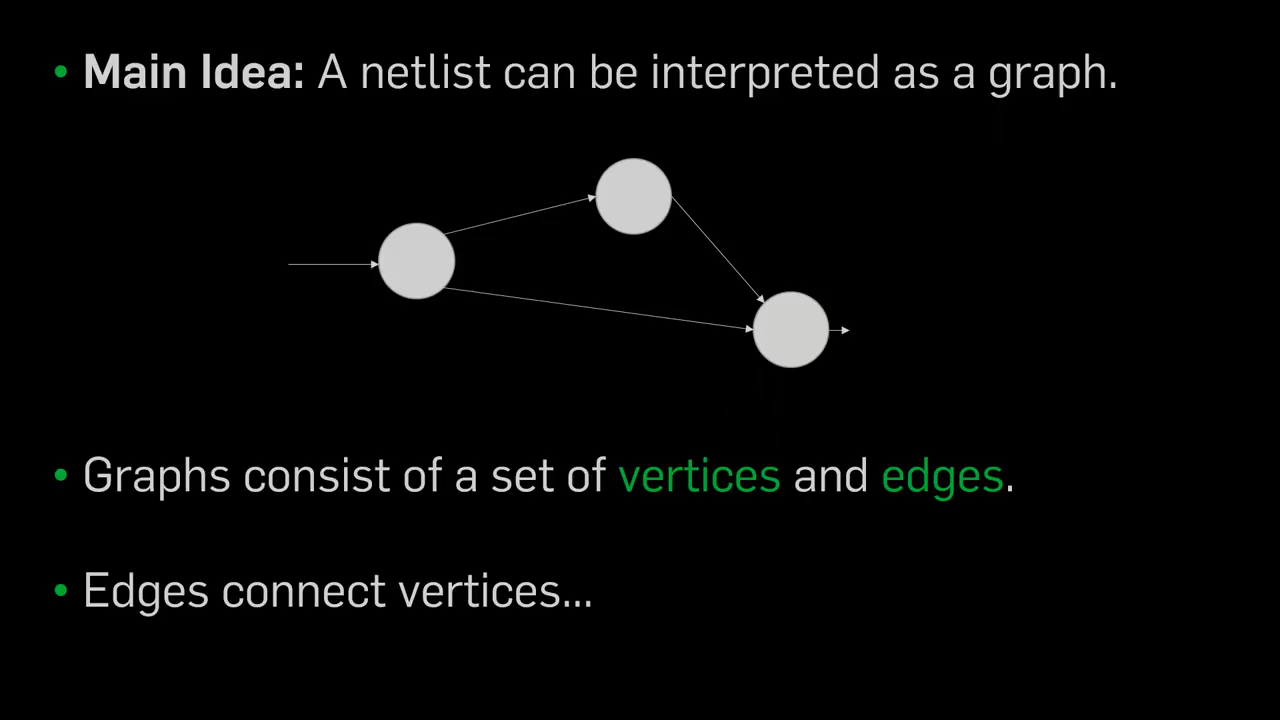 • Main Idea: A netlist can be interpreted as a graph.
• Graphs consist of a set of vertices and edges.
• Edges connect vertices...